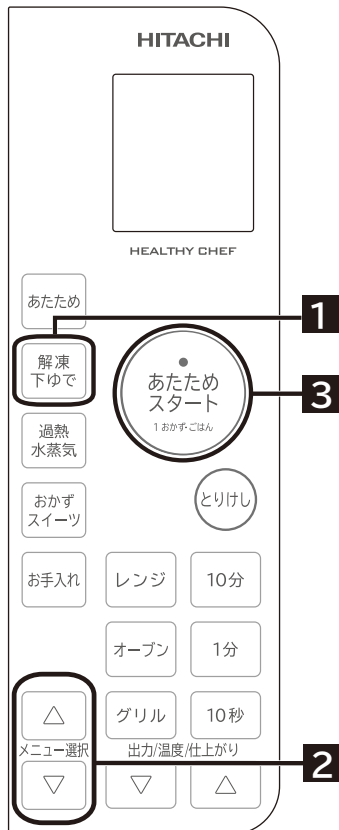 HITACHI
HEALTHY CHEF
あたため
1
解凍
下ゆで
あたため
スタート
1 おかず・ごはん
3
過熱
水蒸気
おかず
スイーツ
とりけし
お手入れ
レンジ
10分
オーブン
1分
△
グリル
10秒
メニュー選択
出力/温度/仕上がり
2
▽
▽
△